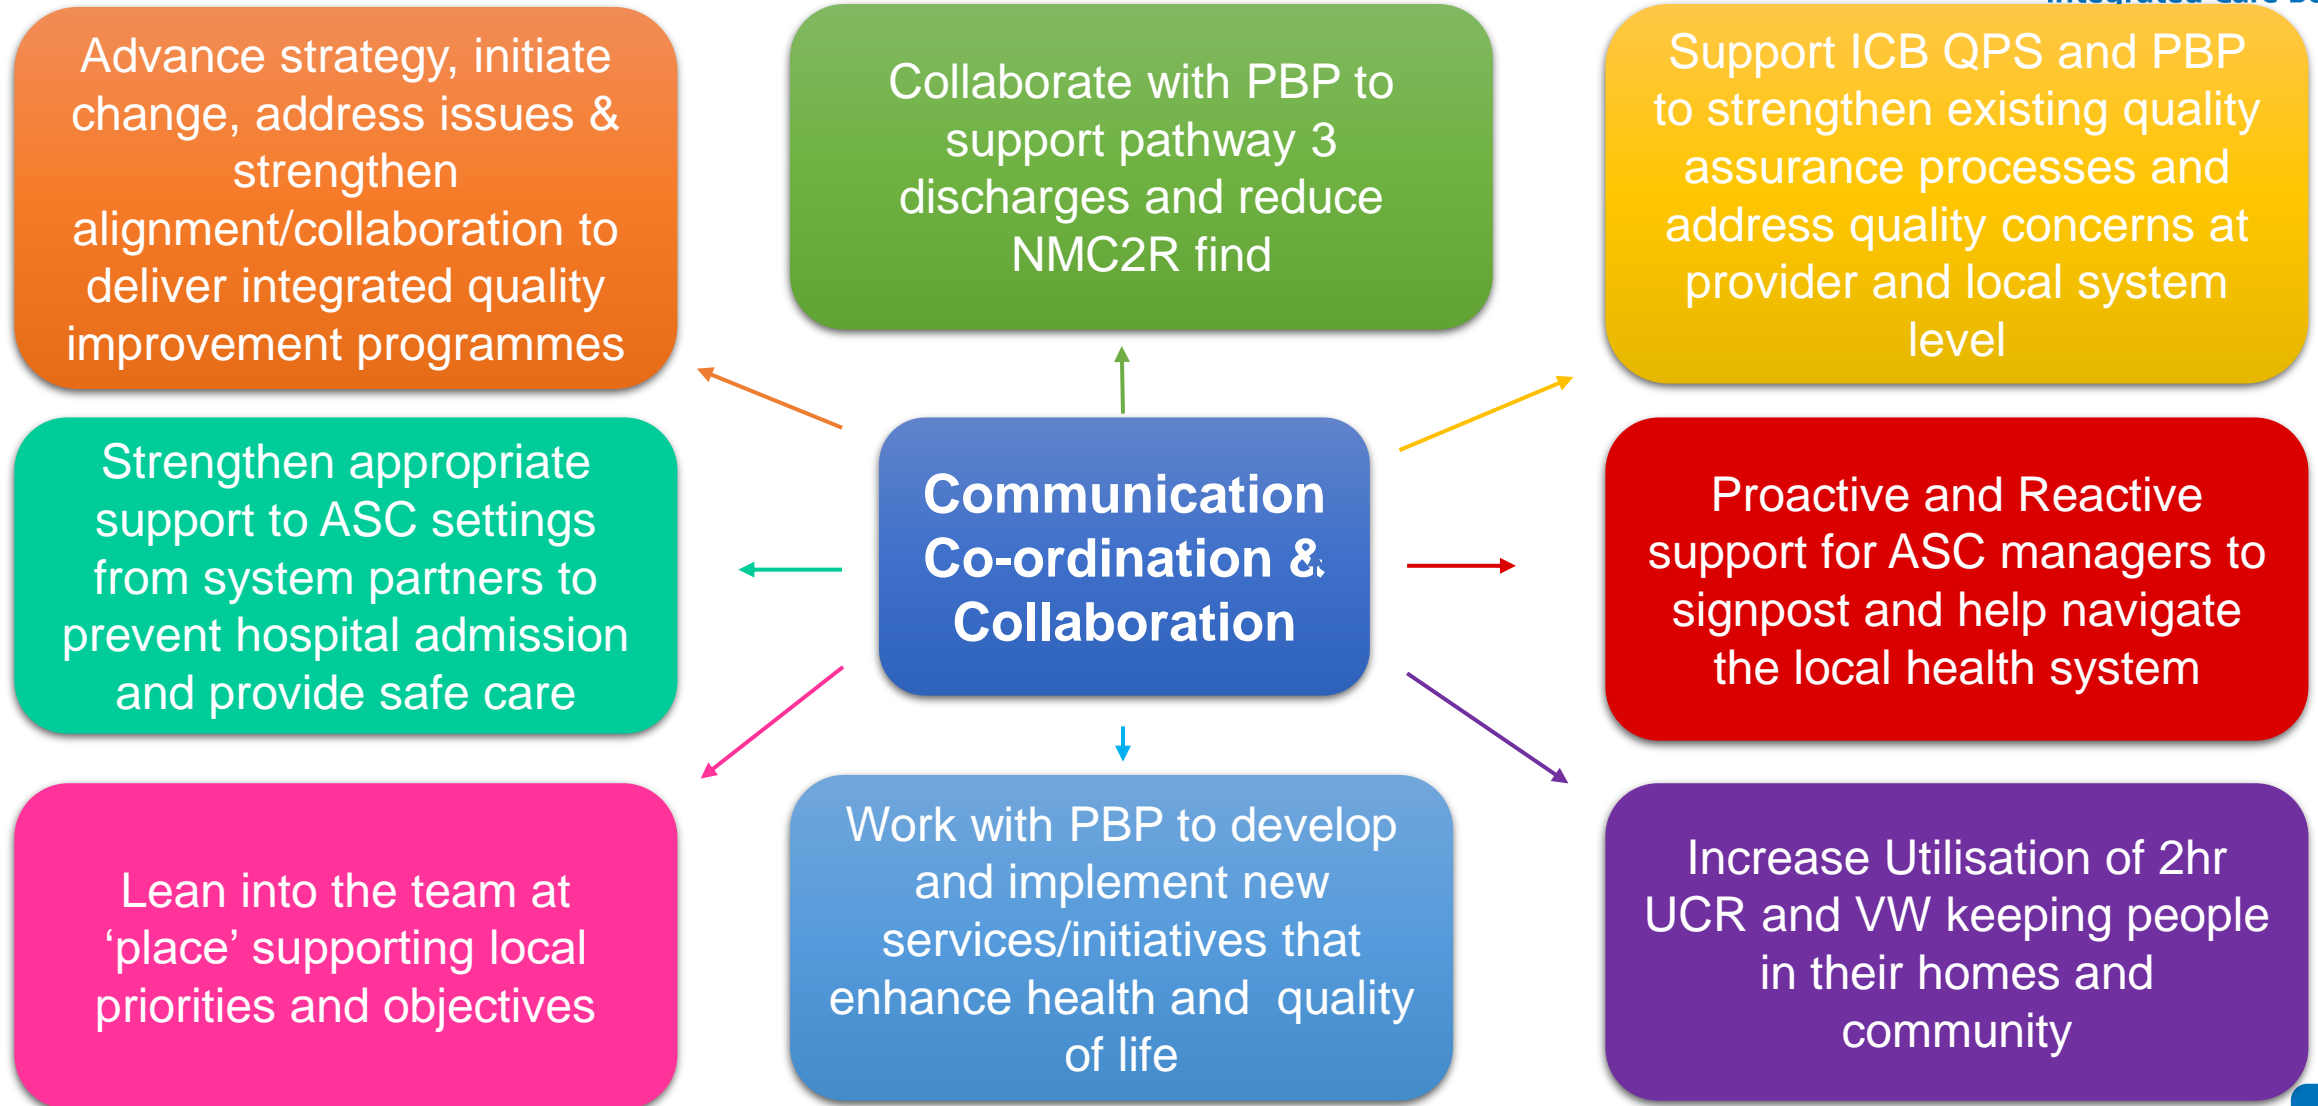 Integrated Care
Advance strategy, initiate
change, address issues &
strengthen
alignment/collaboration to
deliver integrated quality
improvement programmes
Collaborate with PBP to
support pathway 3
discharges and reduce
NMC2R find
Support ICB QPS and PBP
to strengthen existing quality
assurance processes and
address quality concerns at
provider and local system
level
Strengthen appropriate
support to ASC settings
from system partners to
prevent hospital admission
and provide safe care
Communication
Co-ordination &
Collaboration
Proactive and Reactive
support for ASC managers to
signpost and help navigate
the local health system
Lean into the team at
‘place’ supporting local
priorities and objectives
Work with PBP to develop
and implement new
services/initiatives that
enhance health and quality
of life
Increase Utilisation of 2hr
UCR and VW keeping people
in their homes and
community